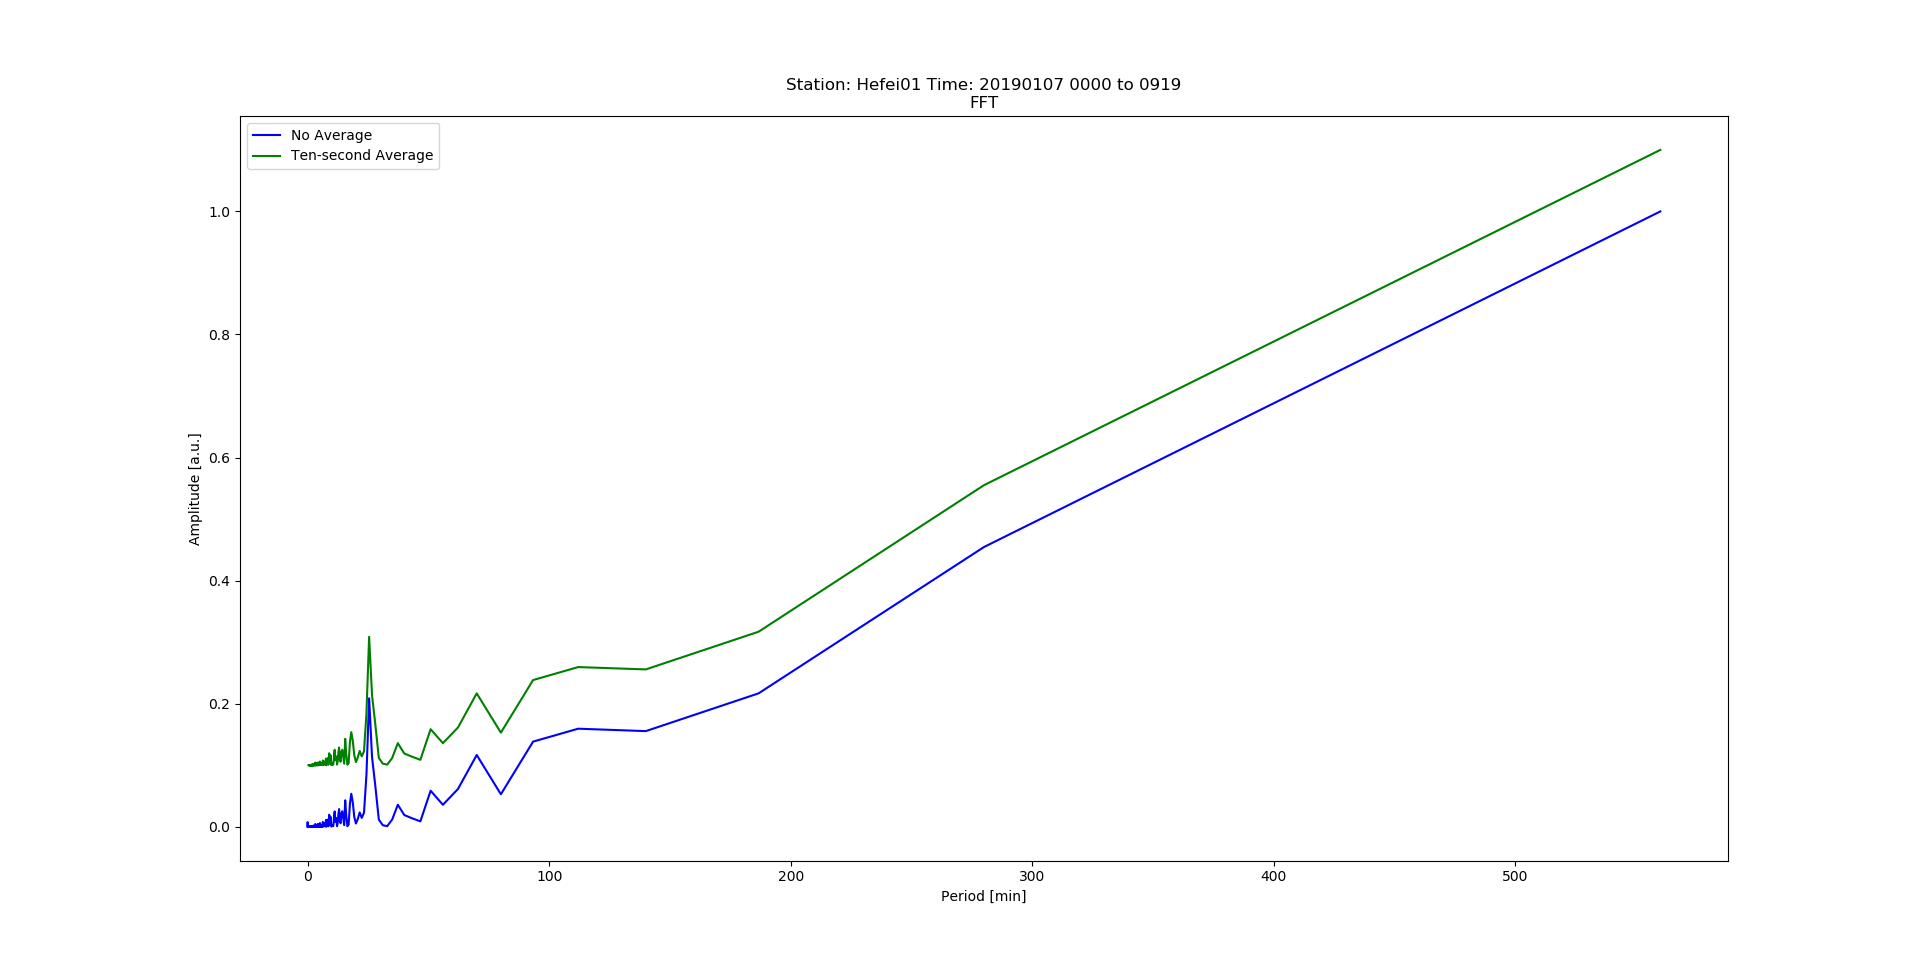 Station: Hefei01 Time: 20190107 0000 to 0919
FFT
No Average
Ten-second Average
1.0
0.8
0.6
0.4
0.2
0.0
Amplitude [a.u.]
0 100 200 300 400 500
Period [min]